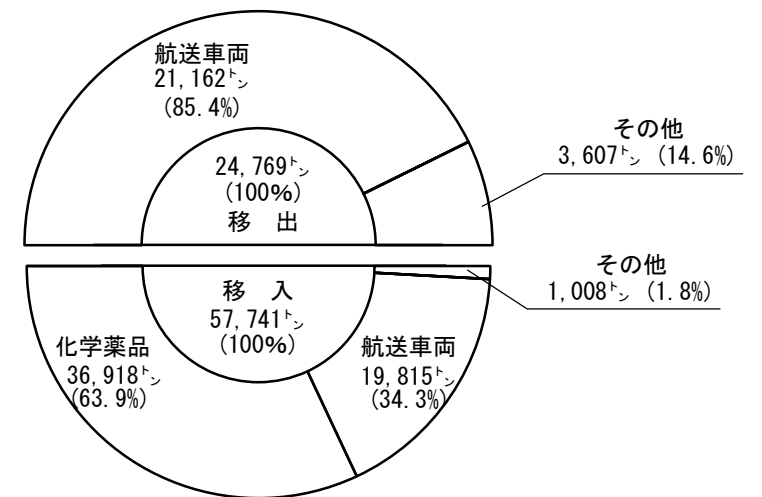 航送車両
21,162トン
(85.4%)
24,769トン
(100%)
移 出
その他
3,607トン (14.6%)
その他
1,008トン (1.8%)
移 入
57,741トン
(100%)
化学薬品
36,918トン
(63.9%)
航送車両
19,815トン
(34.3%)